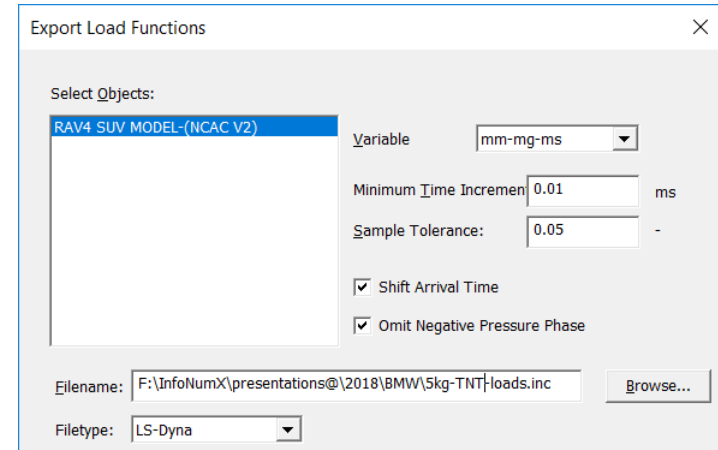 Export Load Functions
Select Objects:
RAV4 SUV MODEL-(NCAC V2)
Variable mm-mg-ms
Minimum Time Increment 0.01 ms
Sample Tolerance: 0.05 -
Shift Arrival Time
Omit Negative Pressure Phase
Filename: F:\InfoNumX\presentations@\2018\BMW\5kg-TNT-loads.inc Browse...
Filetype: LS-Dyna